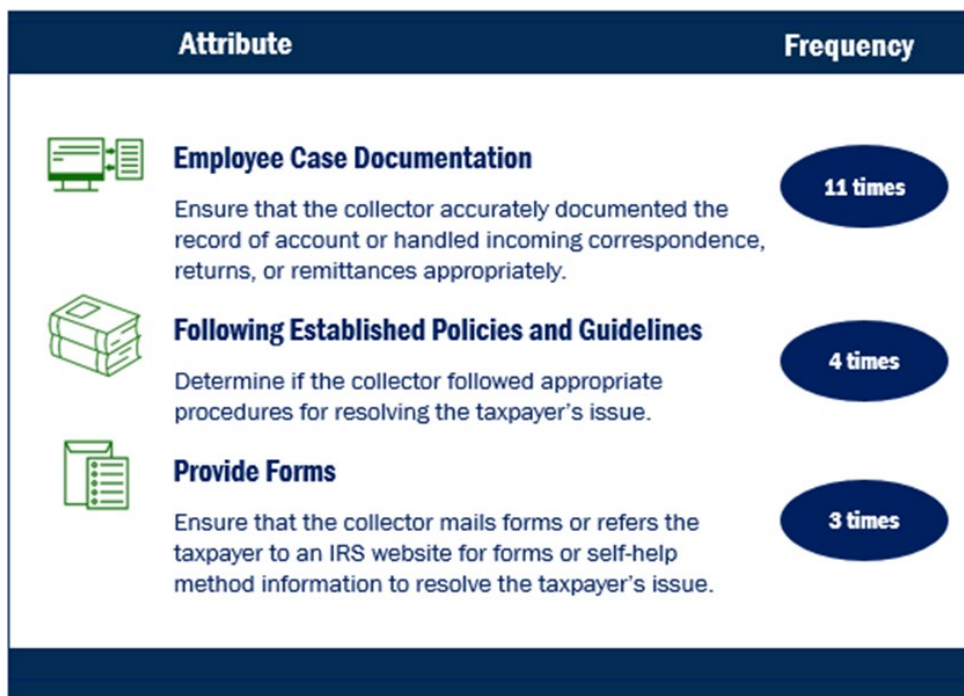 Attribute Frequency
Employee Case Documentation
11 times
Ensure that the collector accurately documented the
record of account or handled incoming correspondence,
returns, or remittances appropriately.
Following Established Policies and Guidelines
4 times
Determine if the collector followed appropriate
procedures for resolving the taxpayer's issue.
Provide Forms
3 times
Ensure that the collector mails forms or refers the
taxpayer to an IRS website for forms or self-help
method information to resolve the taxpayer's issue.